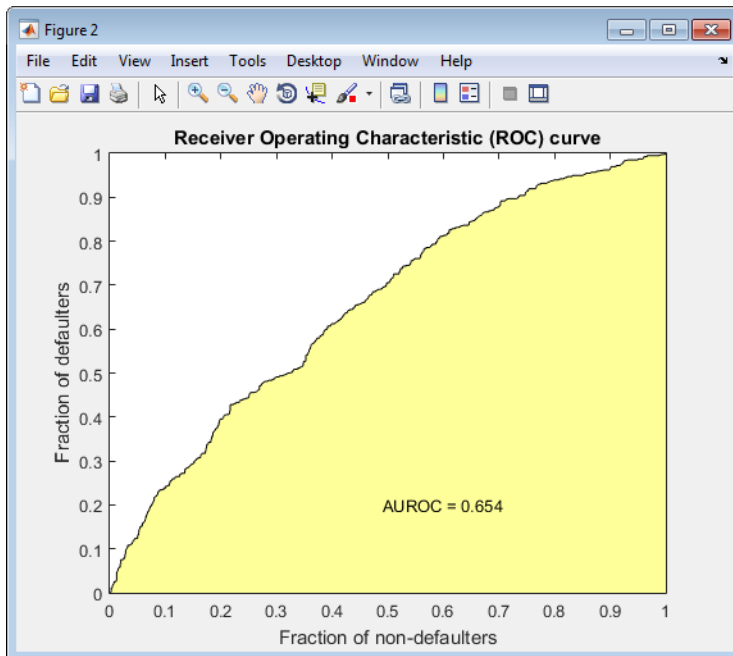 Figure 2
File Edit View Insert Tools Desktop Window Help
Receiver Operating Characteristic (ROC) curve
1
0.9
0.8
0.7
0.6
0.5
0.4
0.3
0.2
0.1
0
Fraction of defaulters
AUROC = 0.654
0 0.1 0.2 0.3 0.4 0.5 0.6 0.7 0.8 0.9 1
Fraction of non-defaulters